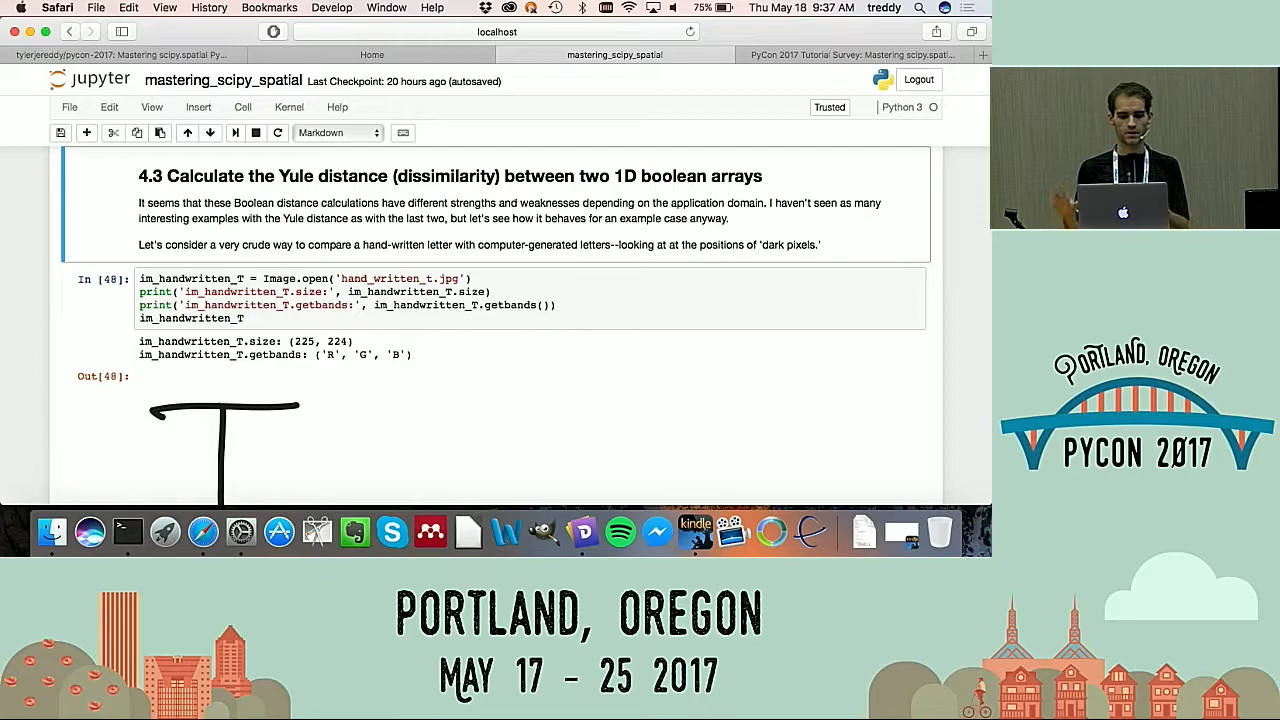 Safari File Edit View History Bookmarks Develop Window Help 75% Thu May 18 9:37 AM treddy
localhost
tylerjereddy/pycon-2017: Mastering scipy.spatial Py... Home mastering_scipy_spatial PyCon 2017 Tutorial Survey: Mastering scipy.spati...
jupyter mastering_scipy_spatial Last Checkpoint: 20 hours ago (autosaved) Logout
File Edit View Insert Cell Kernel Help Trusted Python 3
Markdown
4.3 Calculate the Yule distance (dissimilarity) between two 1D boolean arrays
It seems that these Boolean distance calculations have different strengths and weaknesses depending on the application domain. I haven't seen as many
interesting examples with the Yule distance as with the last two, but let's see how it behaves for an example case anyway.
Let's consider a very crude way to compare a hand-written letter with computer-generated letters--looking at at the positions of 'dark pixels.'
In [48]: im_handwritten_T = Image.open('hand_written_t.jpg')
print('im_handwritten_T.size:', im_handwritten_T.size)
print('im_handwritten_T.getbands:', im_handwritten_T.getbands())
im_handwritten_T
im_handwritten_T.size: (225, 224)
im_handwritten_T.getbands: ('R', 'G', 'B')
Out[48]:
T
kindle
PORTLAND, OREGON
PYCON 2017
PORTLAND, OREGON
MAY 17 - 25 2017